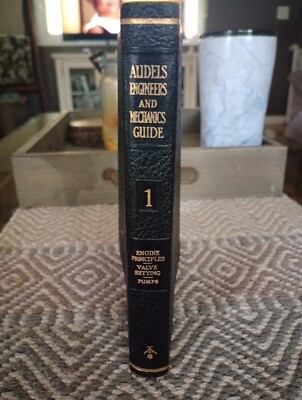 AUDELS
ENGINEERS
AND
MECHANICS
GUIDE
1
ENGINE
PRINCIPLES
VALVE
SETTING
PUMPS